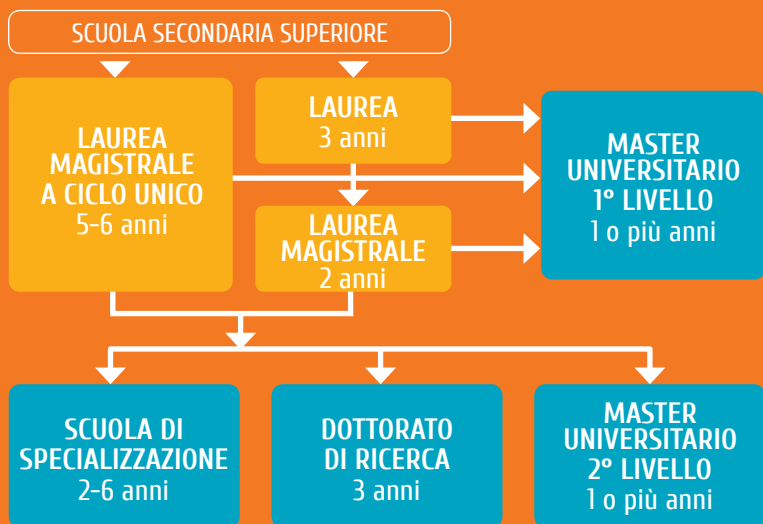 SCUOLA SECONDARIA SUPERIORE
LAUREA
MAGISTRALE
A CICLO UNICO
5-6 anni
LAUREA
3 anni
LAUREA
MAGISTRALE
2 anni
MASTER
UNIVERSITARIO
1° LIVELLO
1 o più anni
SCUOLA DI
SPECIALIZZAZIONE
2-6 anni
DOTTORATO
DI RICERCA
3 anni
MASTER
UNIVERSITARIO
2° LIVELLO
1 o più anni